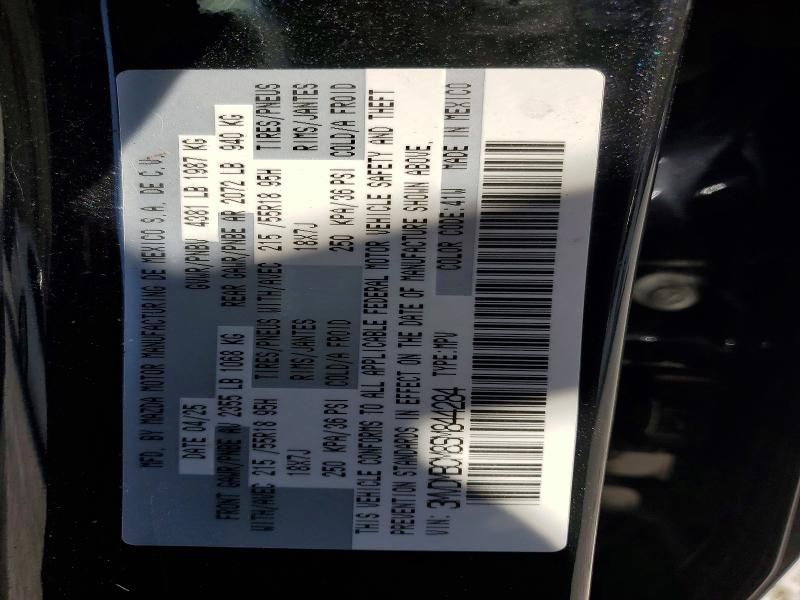 MFD. BY MAZDA MOTOR MANUFACTURING DE MEXICO S.A. DE C.V.
DATE 04/25 GVWR/PNBV 4381 LB 1987 KG
FRONT GAWR/PNBE AV 2355 LB 1068 KG REAR GAWR/PNBE AR 2072 LB 940 KG
WITH/AVEC 215 /55R18 95H TIRES/PNEUS WITH/AVEC 215 /55R18 95H TIRES/PNEUS
18X7J RIMS/JANTES 18X7J RIMS/JANTES
250 KPA/36 PSI COLD/A FROID 250 KPA/36 PSI COLD/A FROID
THIS VEHICLE CONFORMS TO ALL APPLICABLE FEDERAL MOTOR VEHICLE SAFETY AND THEFT
PREVENTION STANDARDS IN EFFECT ON THE DATE OF MANUFACTURE SHOWN ABOVE.
VIN: TYPE:MPV COLOR CODE:41W MADE IN MEXICO